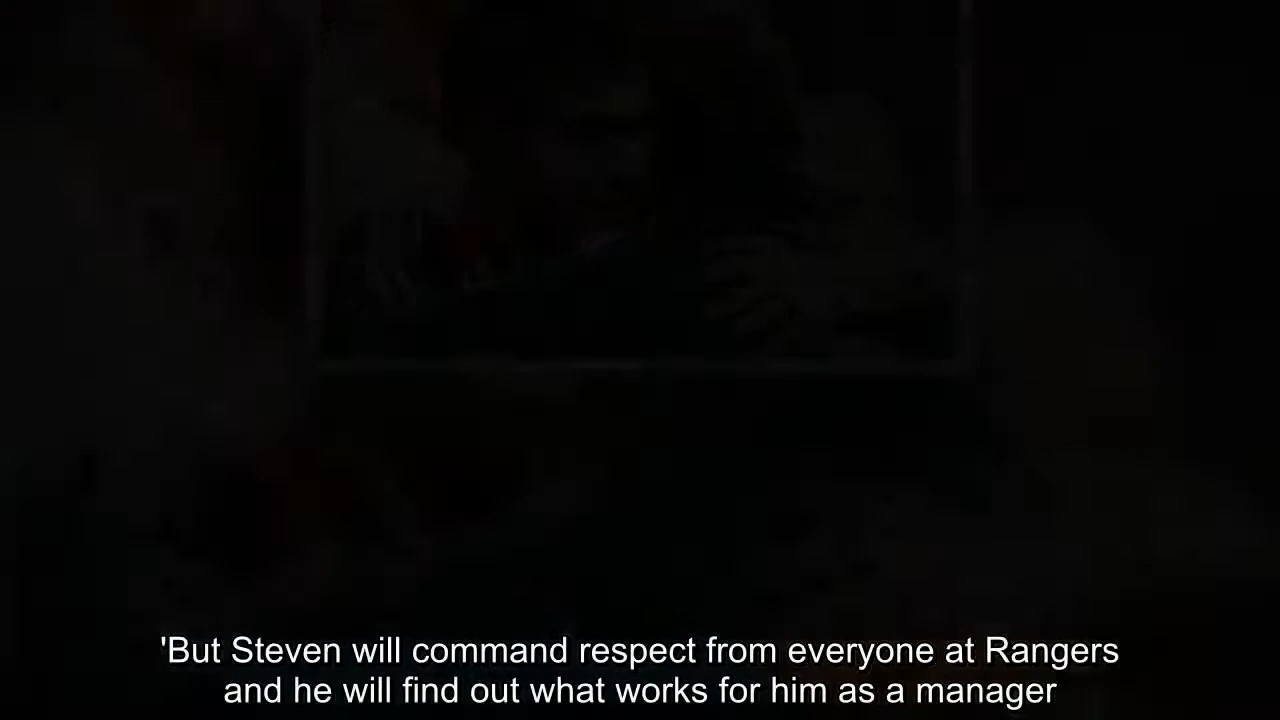 'But Steven will command respect from everyone at Rangers
and he will find out what works for him as a manager